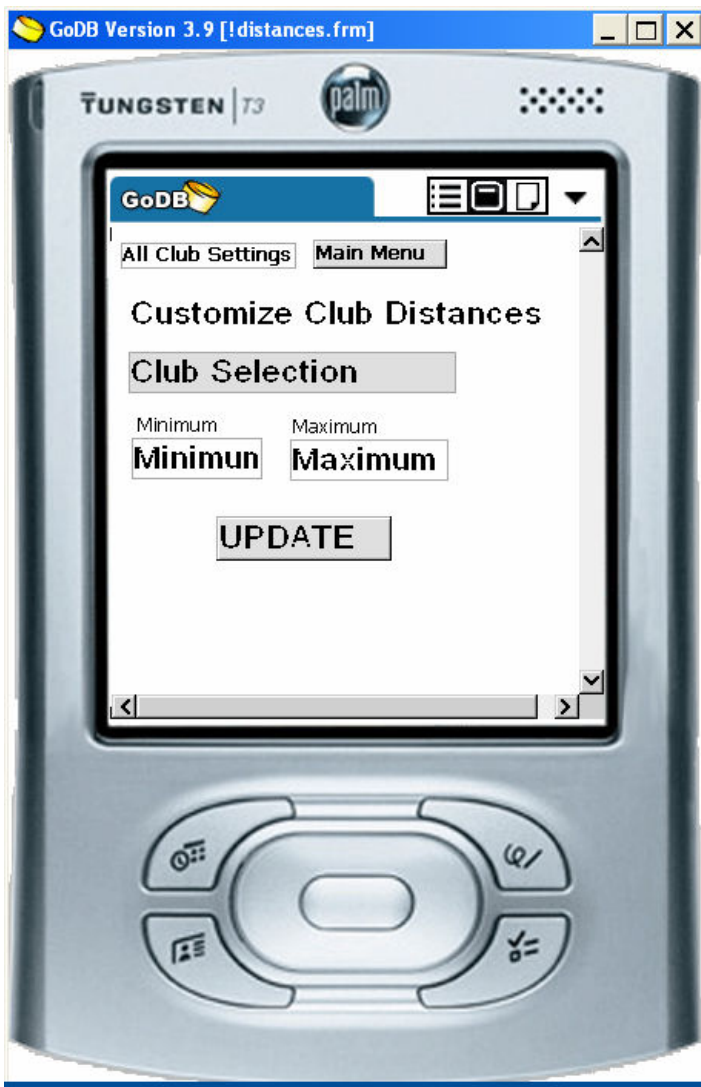 GoDB Version 3.9 [!distances.frm]
TUNGSTEN | T3
palm
GoDB
All Club Settings
Main Menu
Customize Club Distances
Club Selection
Minimum Maximum
Minimun Maximum
UPDATE